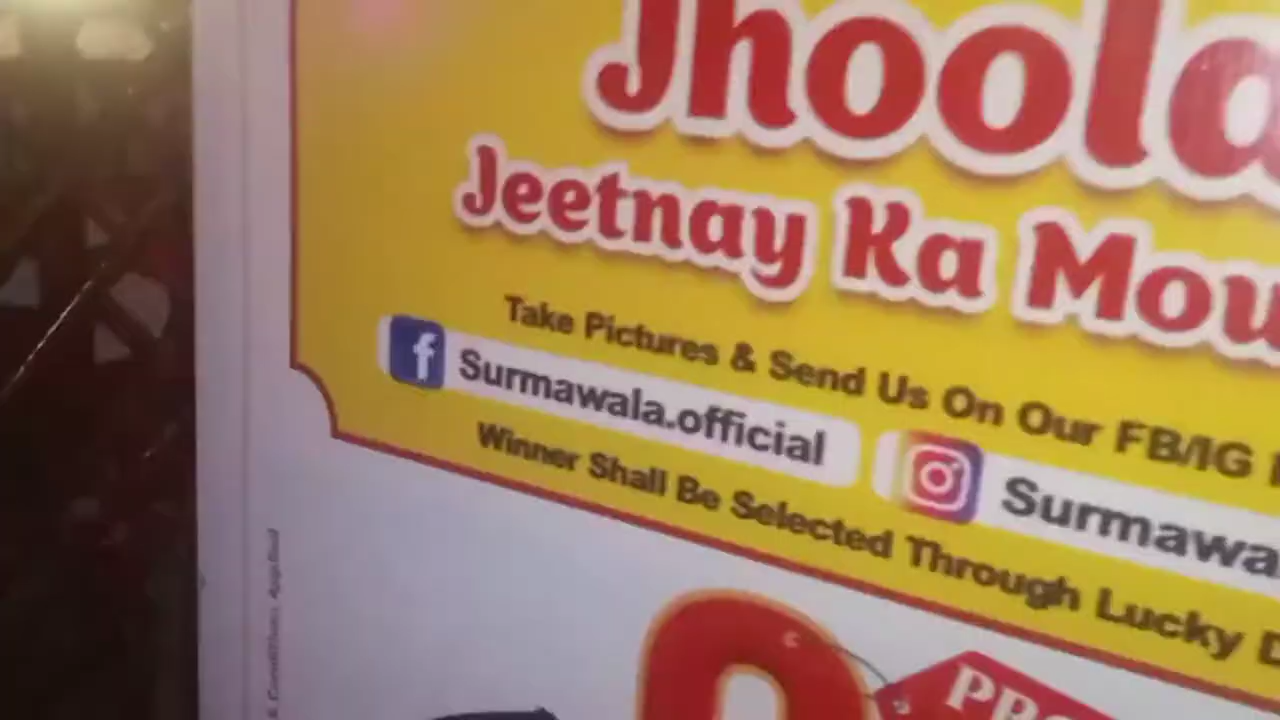 Jhoola
Jeetnay Ka Mou
Take Pictures & Send Us On Our FB/IG
Surmawala.official
Surmawa
Winner Shall Be Selected Through Lucky D
PR